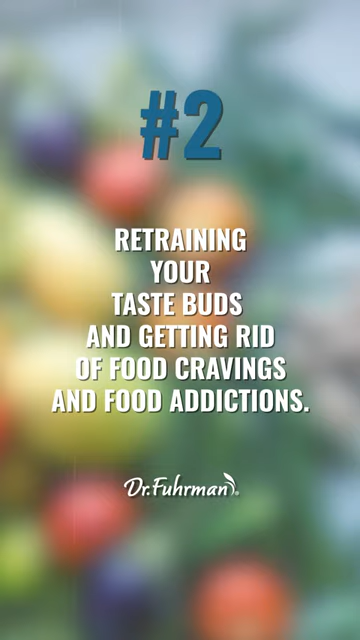 #2
RETRAINING
YOUR
TASTE BUDS
AND GETTING RID
OF FOOD CRAVINGS
AND FOOD ADDICTIONS.
Dr.Fuhrman®